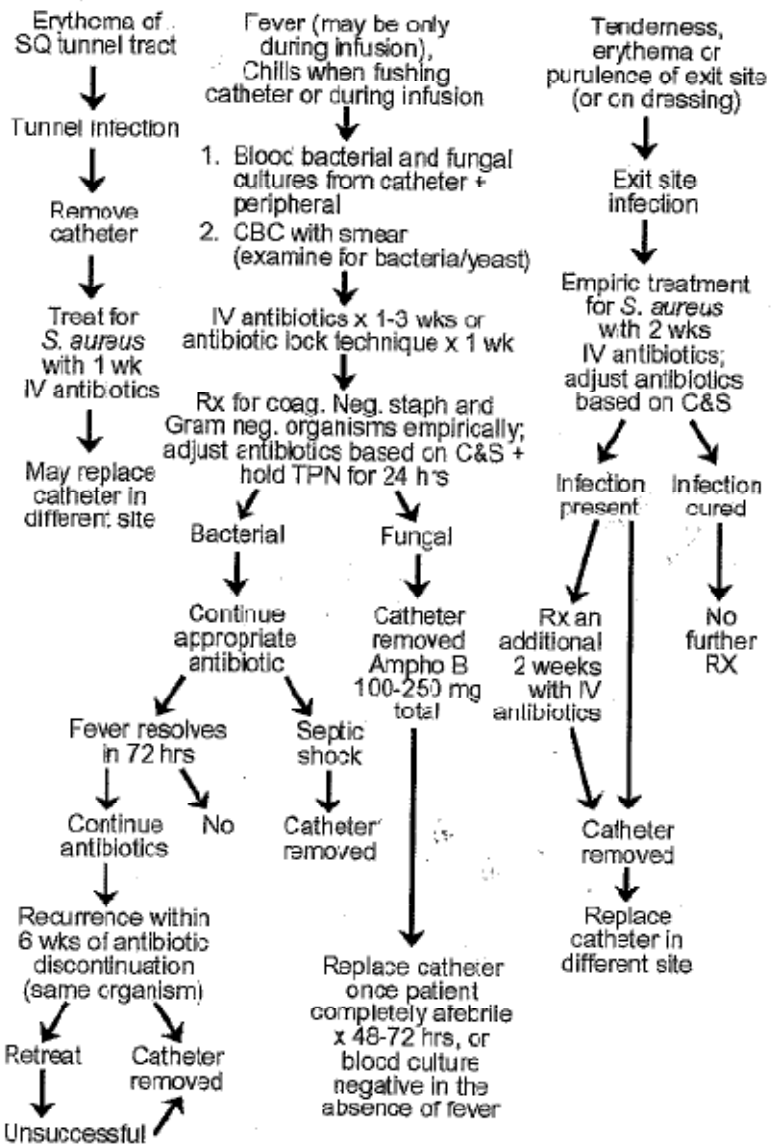 Erythema of
SQ tunnel tract
Tunnel infection
Remove
catheter
Treat for
S. aureus
with 1 wk
IV antibiotics
May replace
catheter in
different site
Fever (may be only
during infusion),
Chills when fushing
catheter or during infusion
1. Blood bacterial and fungal
cultures from catheter +
peripheral
2. CBC with smear
(examine for bacteria/yeast)
IV antibiotics x 1-3 wks or
antibiotic lock technique x 1 wk
Rx for coag. Neg. staph and
Gram neg. organisms empirically;
adjust antibiotics based on C&S +
hold TPN for 24 hrs
Bacterial
Continue
appropriate
antibiotic
Fever resolves
in 72 hrs
No
Continue
antibiotics
Recurrence within
6 wks of antibiotic
discontinuation
(same organism)
Retreat
Unsuccessful
Catheter
removed
Septic
shock
Catheter
removed
Fungal
Catheter
removed
Ampho B
100-250 mg
total
Replace catheter
once patient
completely afebrile
x 48-72 hrs, or
blood culture
negative in the
absence of fever
Tenderness,
erythema or
purulence of exit site
(or on dressing)
Exit site
infection
Empiric treatment
for S. aureus
with 2 wks
IV antibiotics;
adjust antibiotics
based on C&S
Infection
present
Rx an
additional
2 weeks
with IV
antibiotics
Catheter
removed
Replace
catheter in
different site
Infection
cured
No
further
RX